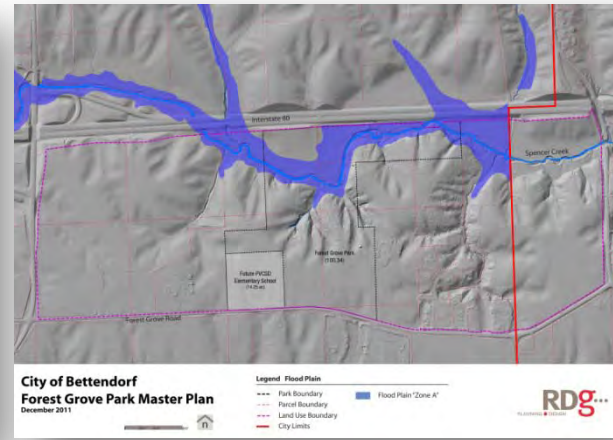 Interstate 80
Spencer Creek
Forest Grove Park
Future PVCSD
Elementary School
Forest Grove Road
City of Bettendorf
Forest Grove Park Master Plan
December 2011
n
Legend Flood Plain
Park Boundary
Parcel Boundary
Land Use Boundary
City Limits
Flood Plain "Zone A"
RDg...
PLANNING • DESIGN